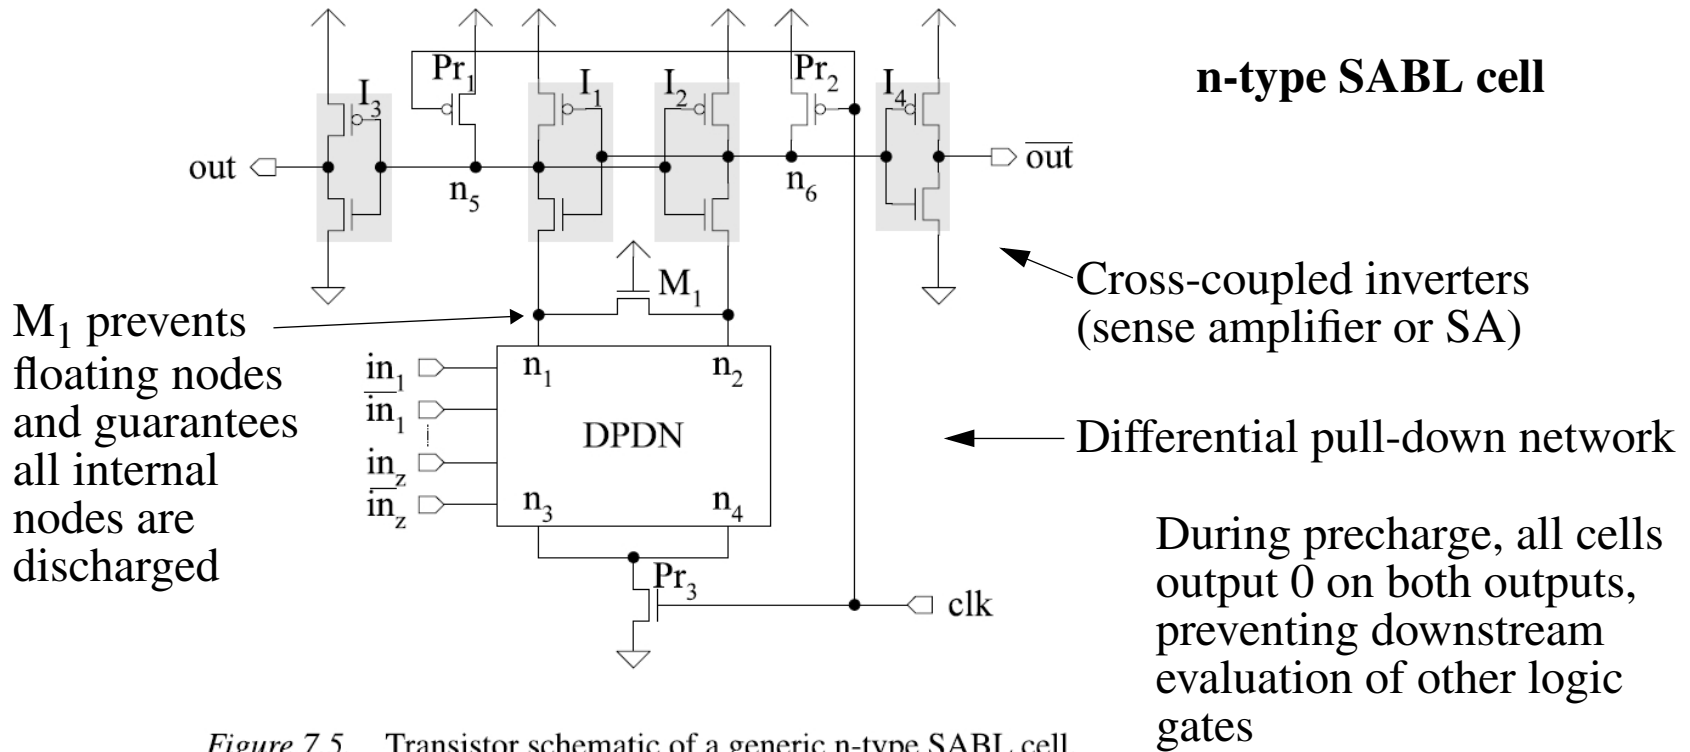 n-type SABL cell
Pr1
Pr2
I3
I1
I2
I4
out
n5
n6
out
M1
Cross-coupled inverters
(sense amplifier or SA)
M1 prevents
floating nodes
and guarantees
all internal
nodes are
discharged
in1
in1
inz
inz
n1
n2
DPDN
n3
n4
Differential pull-down network
Pr3
clk
During precharge, all cells
output 0 on both outputs,
preventing downstream
evaluation of other logic
gates
Figure 7.5 Transistor schematic of a generic n-type SABL cell